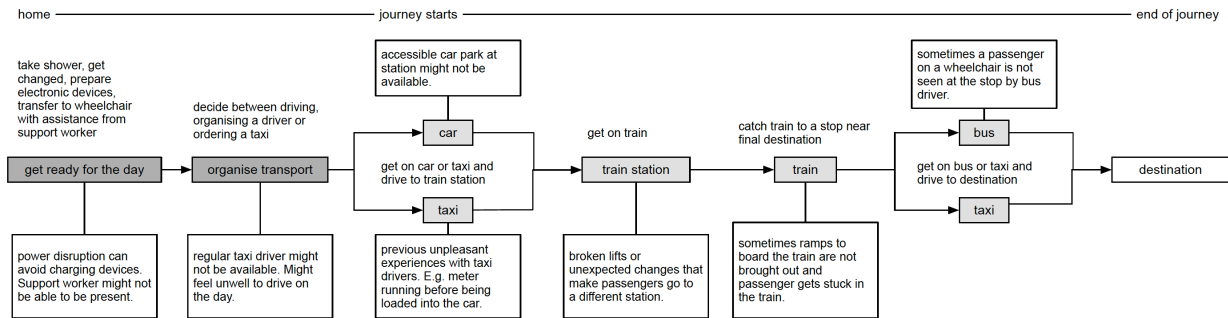 home
journey starts
end of journey
take shower, get
changed, prepare
electronic devices,
transfer to wheelchair
with assistance from
support worker
get ready for the day
power disruption can
avoid charging devices.
Support worker might not
be able to be present.
decide between driving,
organising a driver or
ordering a taxi
organise transport
regular taxi driver might
not be available. Might
feel unwell to drive on
the day.
accessible car park at
station might not be
available.
car
get on car or taxi and
drive to train station
taxi
previous unpleasant
experiences with taxi
drivers. E.g. meter
running before being
loaded into the car.
get on train
train station
broken lifts or
unexpected changes that
make passengers go to
a different station.
catch train to a stop near
final destination
train
sometimes ramps to
board the train are not
brought out and
passenger gets stuck in
the train.
sometimes a passenger
on a wheelchair is not
seen at the stop by bus
driver.
bus
get on bus or taxi and
drive to destination
taxi
destination